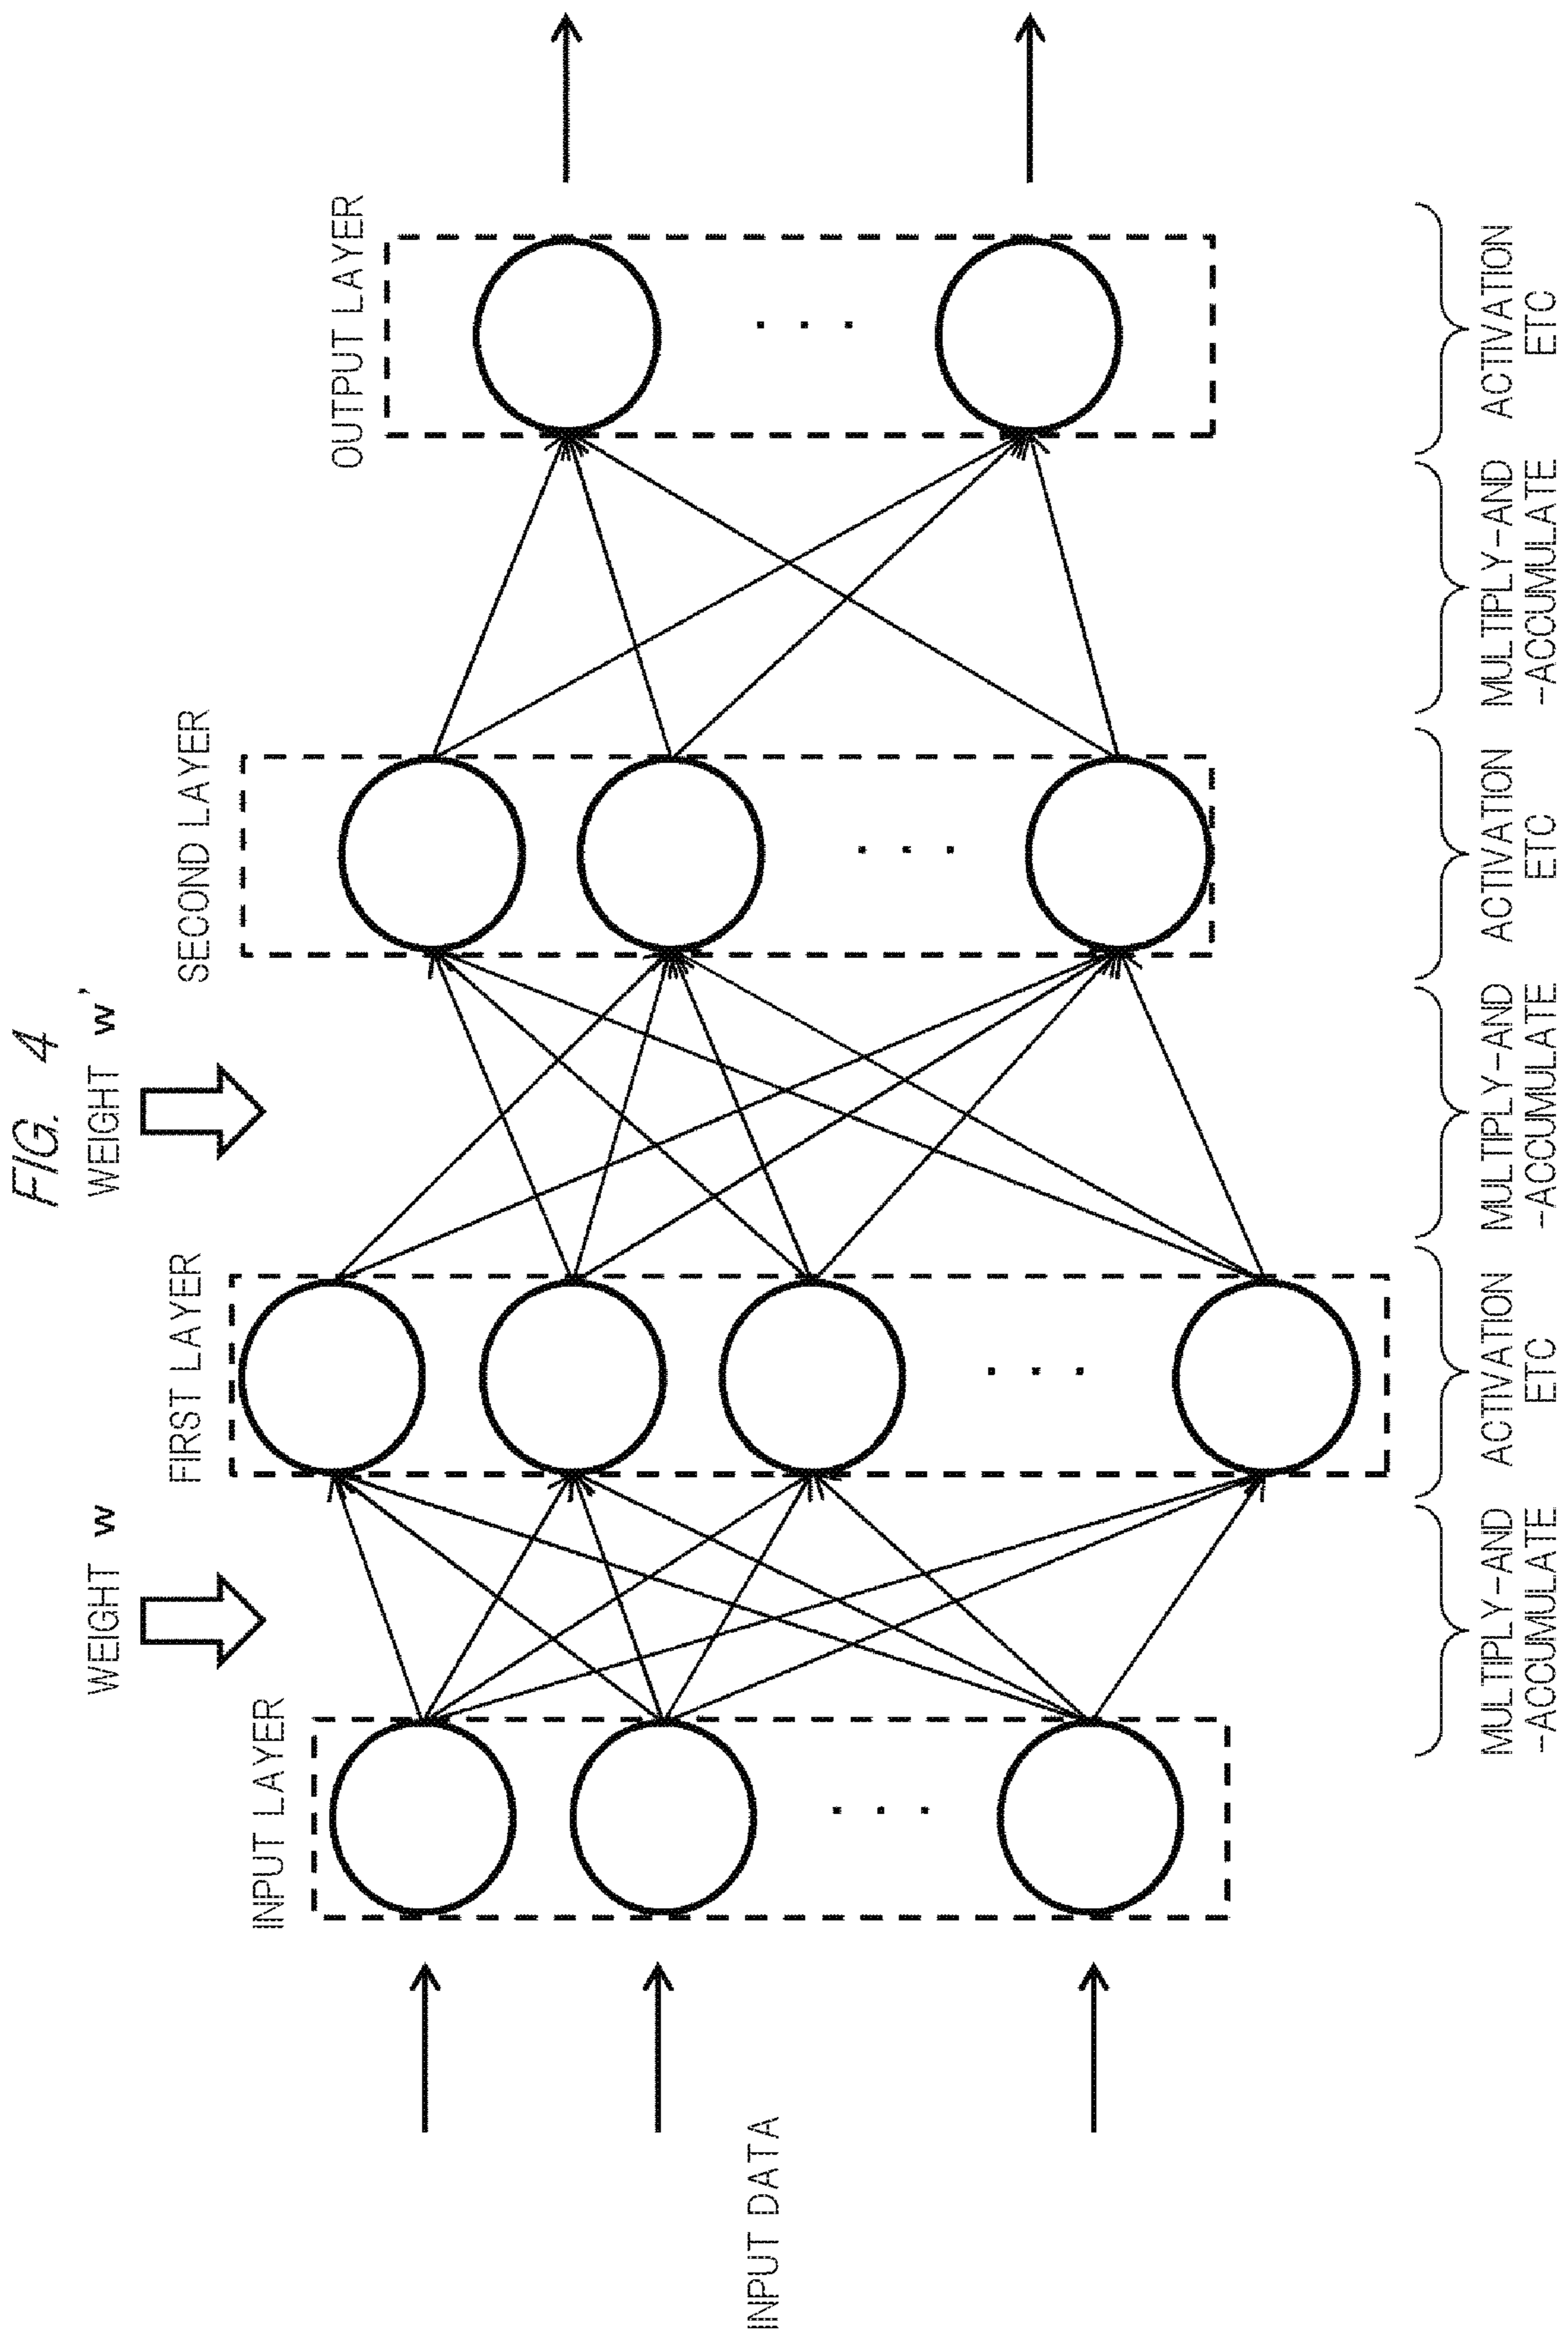 FIG. 4
WEIGHT w
WEIGHT w'
INPUT LAYER
FIRST LAYER
SECOND LAYER
OUTPUT LAYER
. . .
. . .
. . .
. . .
INPUT DATA
MULTIPLY-AND
-ACCUMULATE
ACTIVATION
ETC
MULTIPLY-AND
-ACCUMULATE
ACTIVATION
ETC
MULTIPLY-AND
-ACCUMULATE
ACTIVATION
ETC